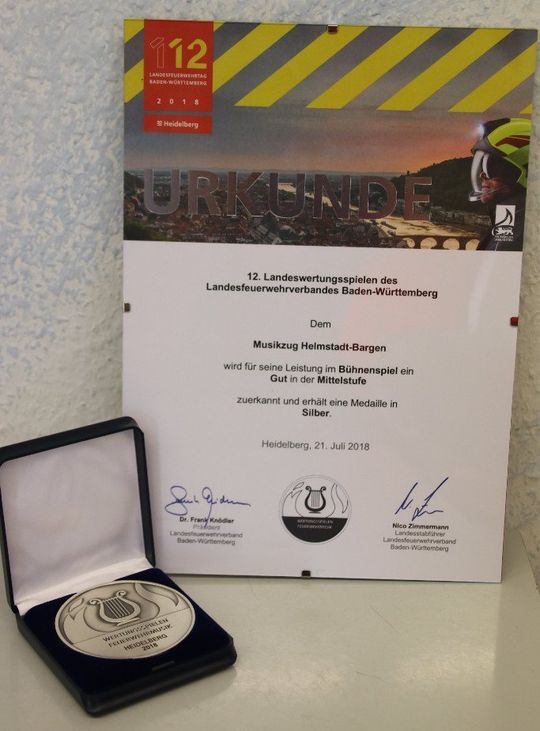 112
LANDESFEUERWEHRTAG
BADEN-WÜRTTEMBERG
2018
Heidelberg
URKUNDE
12. Landeswertungsspielen des
Landesfeuerwehrverbandes Baden-Württemberg
Dem
Musikzug Helmstadt-Bargen
wird für seine Leistung im Bühnenspiel ein
Gut in der Mittelstufe
zuerkannt und erhält eine Medaille in
Silber.
Heidelberg, 21. Juli 2018
Dr. Frank Knödler
Präsident
Landesfeuerwehrverband
Baden-Württemberg
WERTUNGSSPIELEN
FEUERWEHRMUSIK
Nico Zimmermann
Landesstabführer
Landesfeuerwehrverband
Baden-Württemberg
WERTUNGSSPIELEN
FEUERWEHRMUSIK
HEIDELBERG
2018